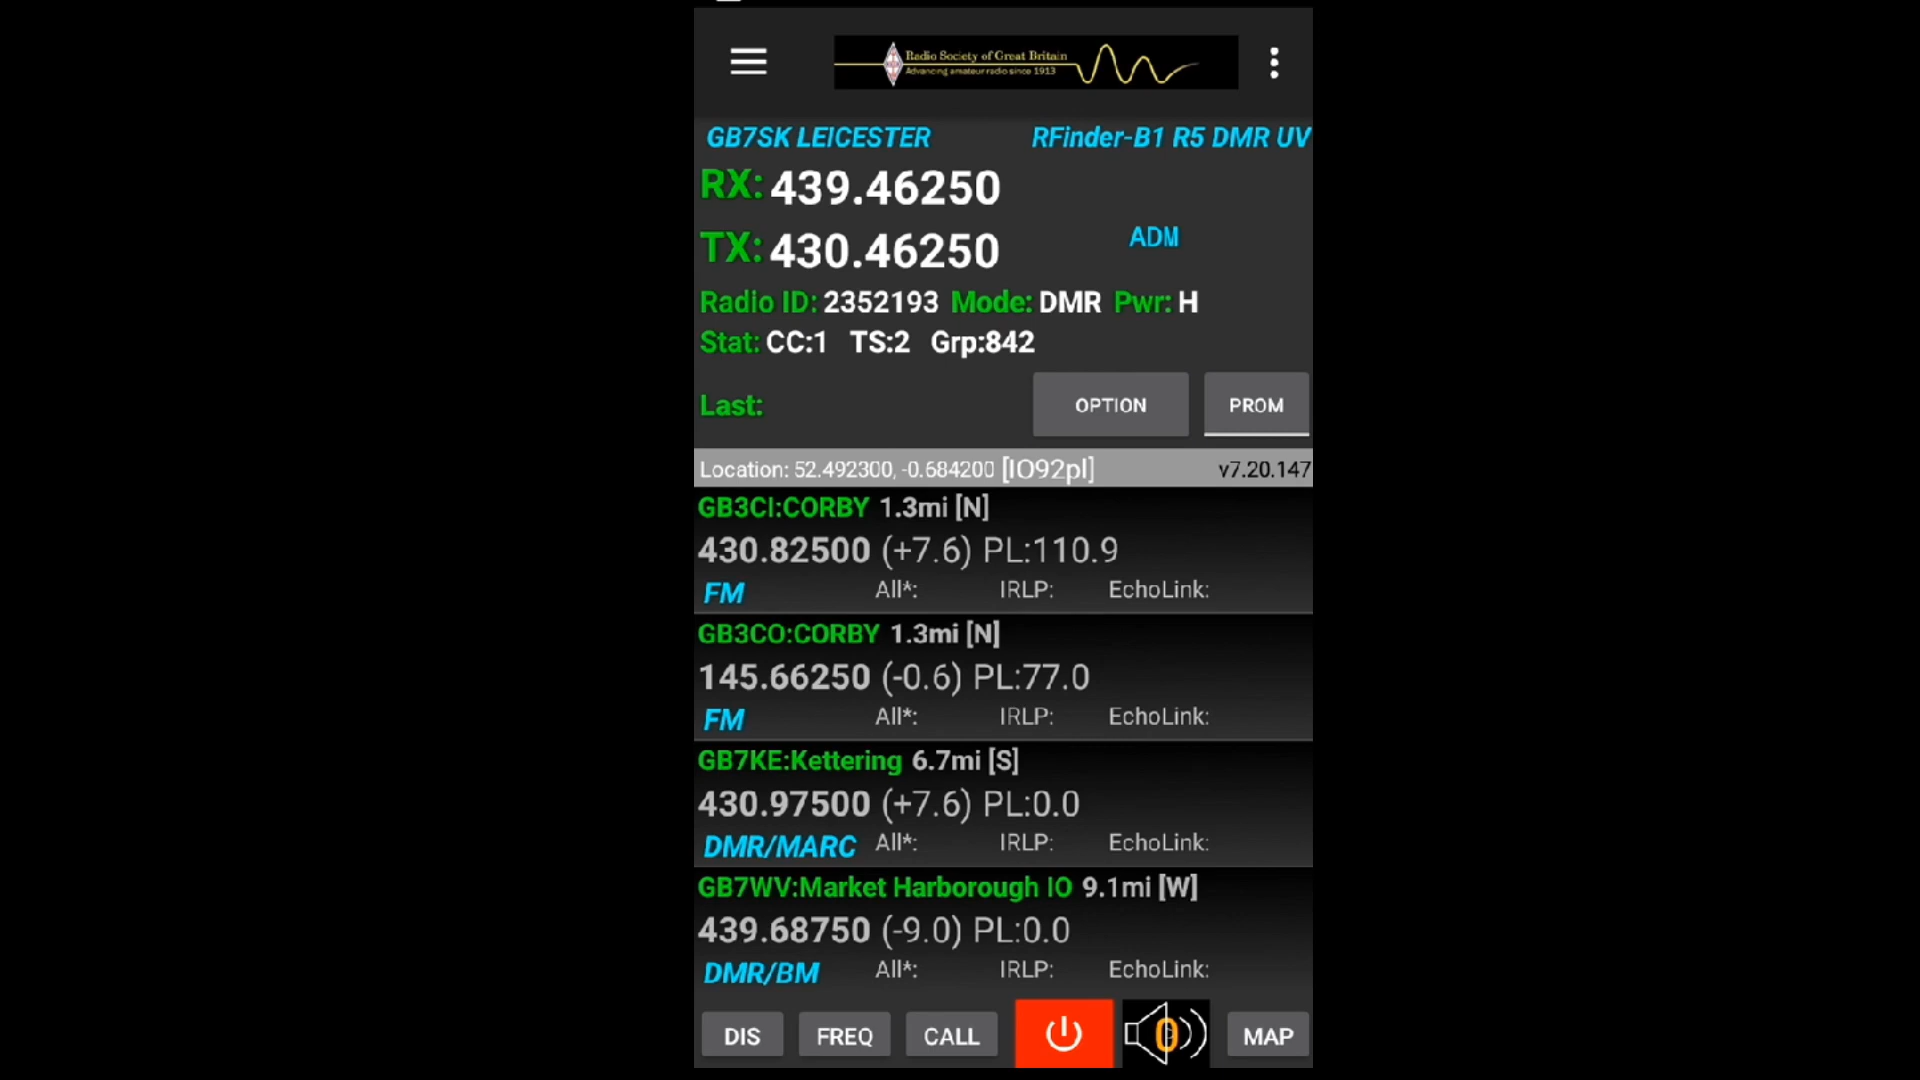 Radio Society of Great Britain
Advancing amateur radio since 1913
GB7SK LEICESTER RFinder-B1 R5 DMR UV
RX: 439.46250
TX: 430.46250
ADM
Radio ID: 2352193 Mode: DMR Pwr: H
Stat: CC:1 TS:2 Grp:842
Last: OPTION PROM
Location: 52.492300, -0.684200 [IO92pl] v7.20.147
GB3CI:CORBY 1.3mi [N]
430.82500 (+7.6) PL:110.9
FM All*: IRLP: EchoLink:
GB3CO:CORBY 1.3mi [N]
145.66250 (-0.6) PL:77.0
FM All*: IRLP: EchoLink:
GB7KE:Kettering 6.7mi [S]
430.97500 (+7.6) PL:0.0
DMR/MARC All*: IRLP: EchoLink:
GB7WV:Market Harborough IO 9.1mi [W]
439.68750 (-9.0) PL:0.0
DMR/BM All*: IRLP: EchoLink:
DIS FREQ CALL 0 MAP